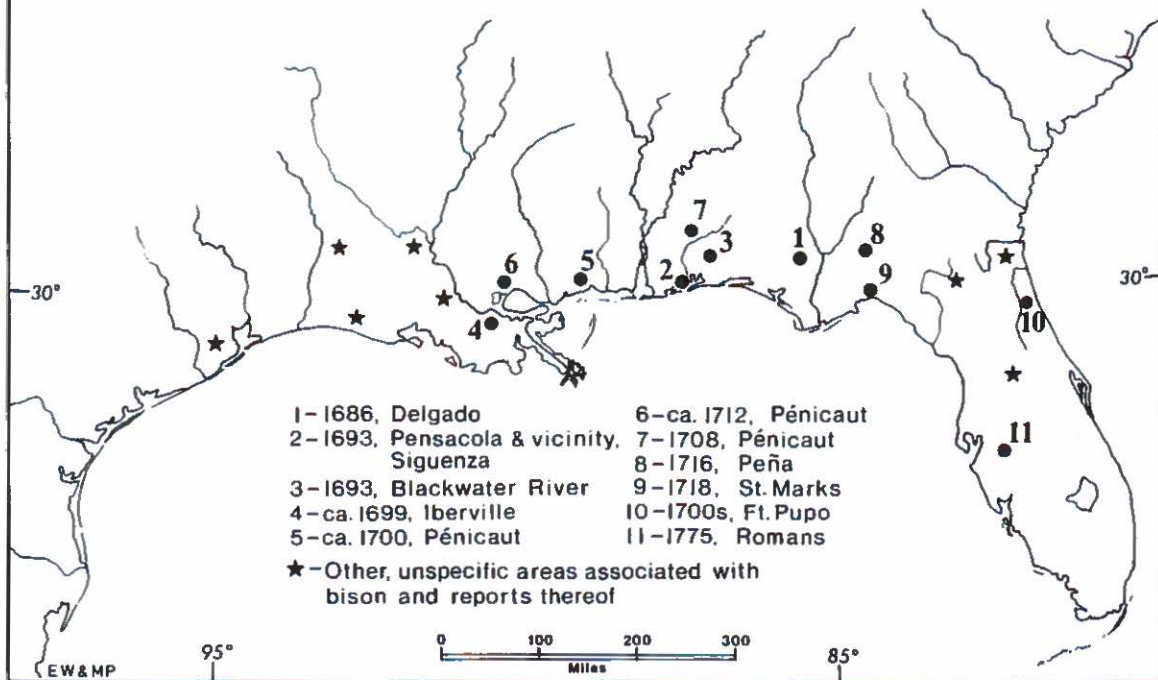 7
3
1
8
6
5
2
9
30°
30°
4
10
11
1-1686, Delgado
2-1693, Pensacola & vicinity,
Siguenza
3-1693, Blackwater River
4-ca. 1699, Iberville
5-ca. 1700, Pénicaut
6-ca. 1712, Pénicaut
7-1708, Pénicaut
8-1716, Peña
9-1718, St. Marks
10-1700s, Ft. Pupo
11-1775, Romans
★-Other, unspecific areas associated with
bison and reports thereof
0 100 200 300
Miles
95°
85°
EW&MP